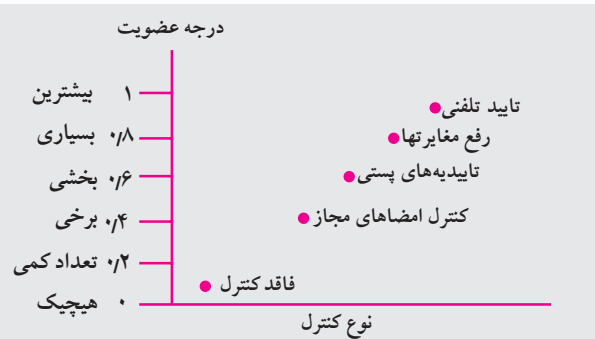 درجه عضویت
۱ بیشترین
تایید تلفنی
۰/۸ بسیاری
رفع مغایرتها
۰/۶ بخشی
تاییدیه‌های پستی
۰/۴ برخی
کنترل امضاهای مجاز
۰/۲ تعداد کمی
فاقد کنترل
۰ هیچیک
نوع کنترل